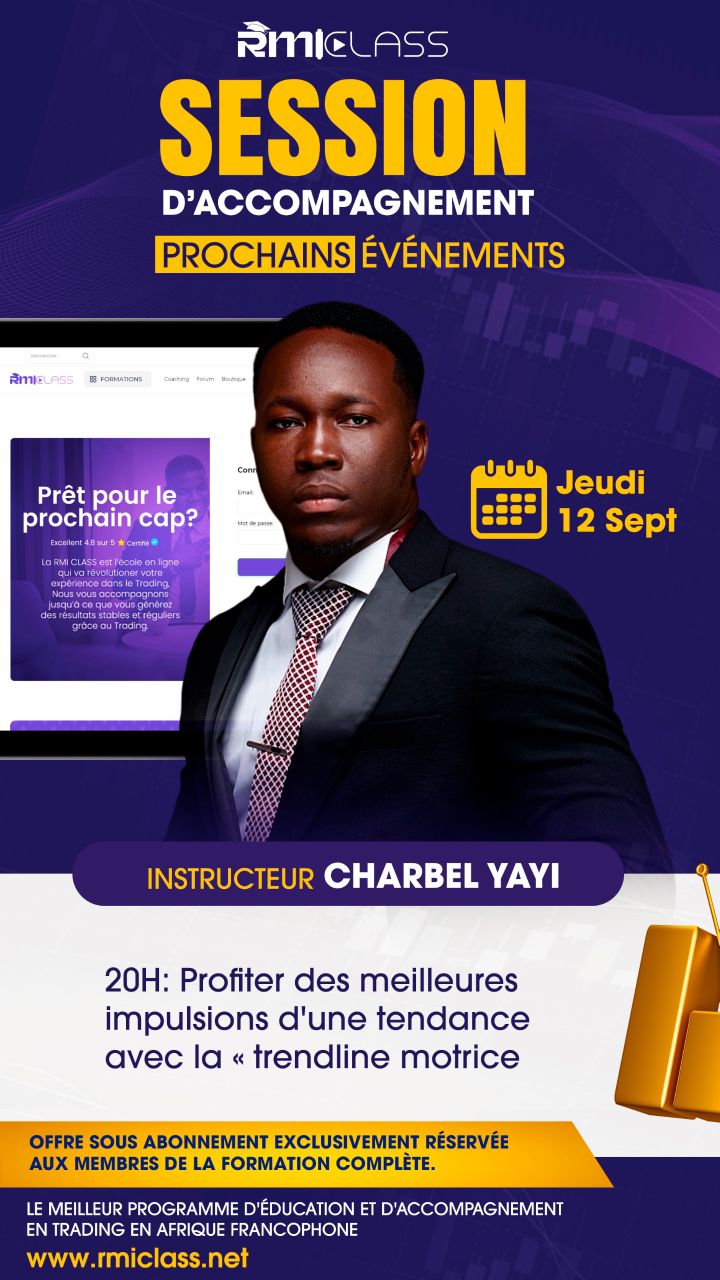 RMICLASS
SESSION
D'ACCOMPAGNEMENT
PROCHAINS ÉVÉNEMENTS
Rechercher..
RMICLASS
FORMATIONS
Coaching Forum Boutique
Prêt pour le
prochain cap?
Excellent 4.8 sur 5 ★ Certifié
La RMI CLASS est l'école en ligne
qui va révolutionner votre
expérience dans le Trading,
Nous vous accompagnons
jusqu'à ce que vous générez
des résultats stables et réguliers
grâce au Trading.
Conn
Email:
Mot de passe:
Jeudi
12 Sept
INSTRUCTEUR CHARBEL YAYI
20H: Profiter des meilleures
impulsions d'une tendance
avec la « trendline motrice
OFFRE SOUS ABONNEMENT EXCLUSIVEMENT RÉSERVÉE
AUX MEMBRES DE LA FORMATION COMPLÈTE.
LE MEILLEUR PROGRAMME D'ÉDUCATION ET D'ACCOMPAGNEMENT
EN TRADING EN AFRIQUE FRANCOPHONE
www.rmiclass.net